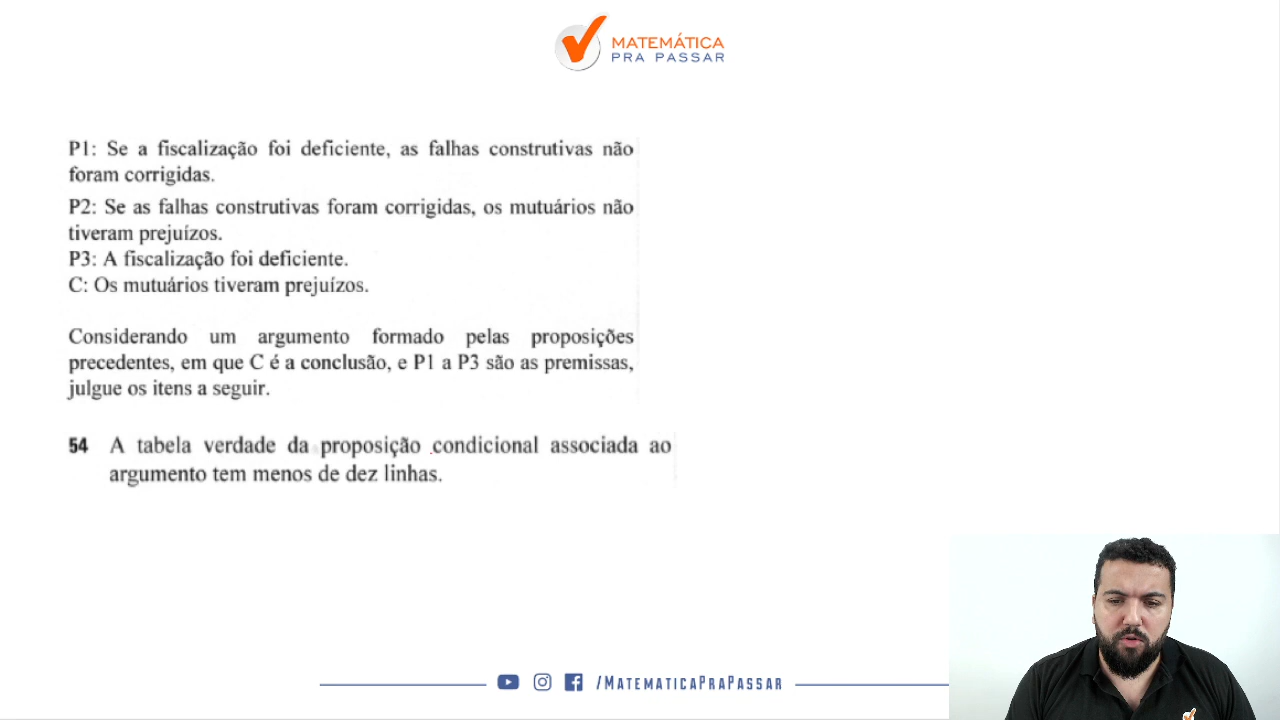 MATEMÁTICA
PRA PASSAR
P1: Se a fiscalização foi deficiente, as falhas construtivas não
foram corrigidas.
P2: Se as falhas construtivas foram corrigidas, os mutuários não
tiveram prejuízos.
P3: A fiscalização foi deficiente.
C: Os mutuários tiveram prejuízos.
Considerando um argumento formado pelas proposições
precedentes, em que C é a conclusão, e P1 a P3 são as premissas,
julgue os itens a seguir.
54 A tabela verdade da proposição condicional associada ao
argumento tem menos de dez linhas.
/MATEMATICAPRAPASSAR